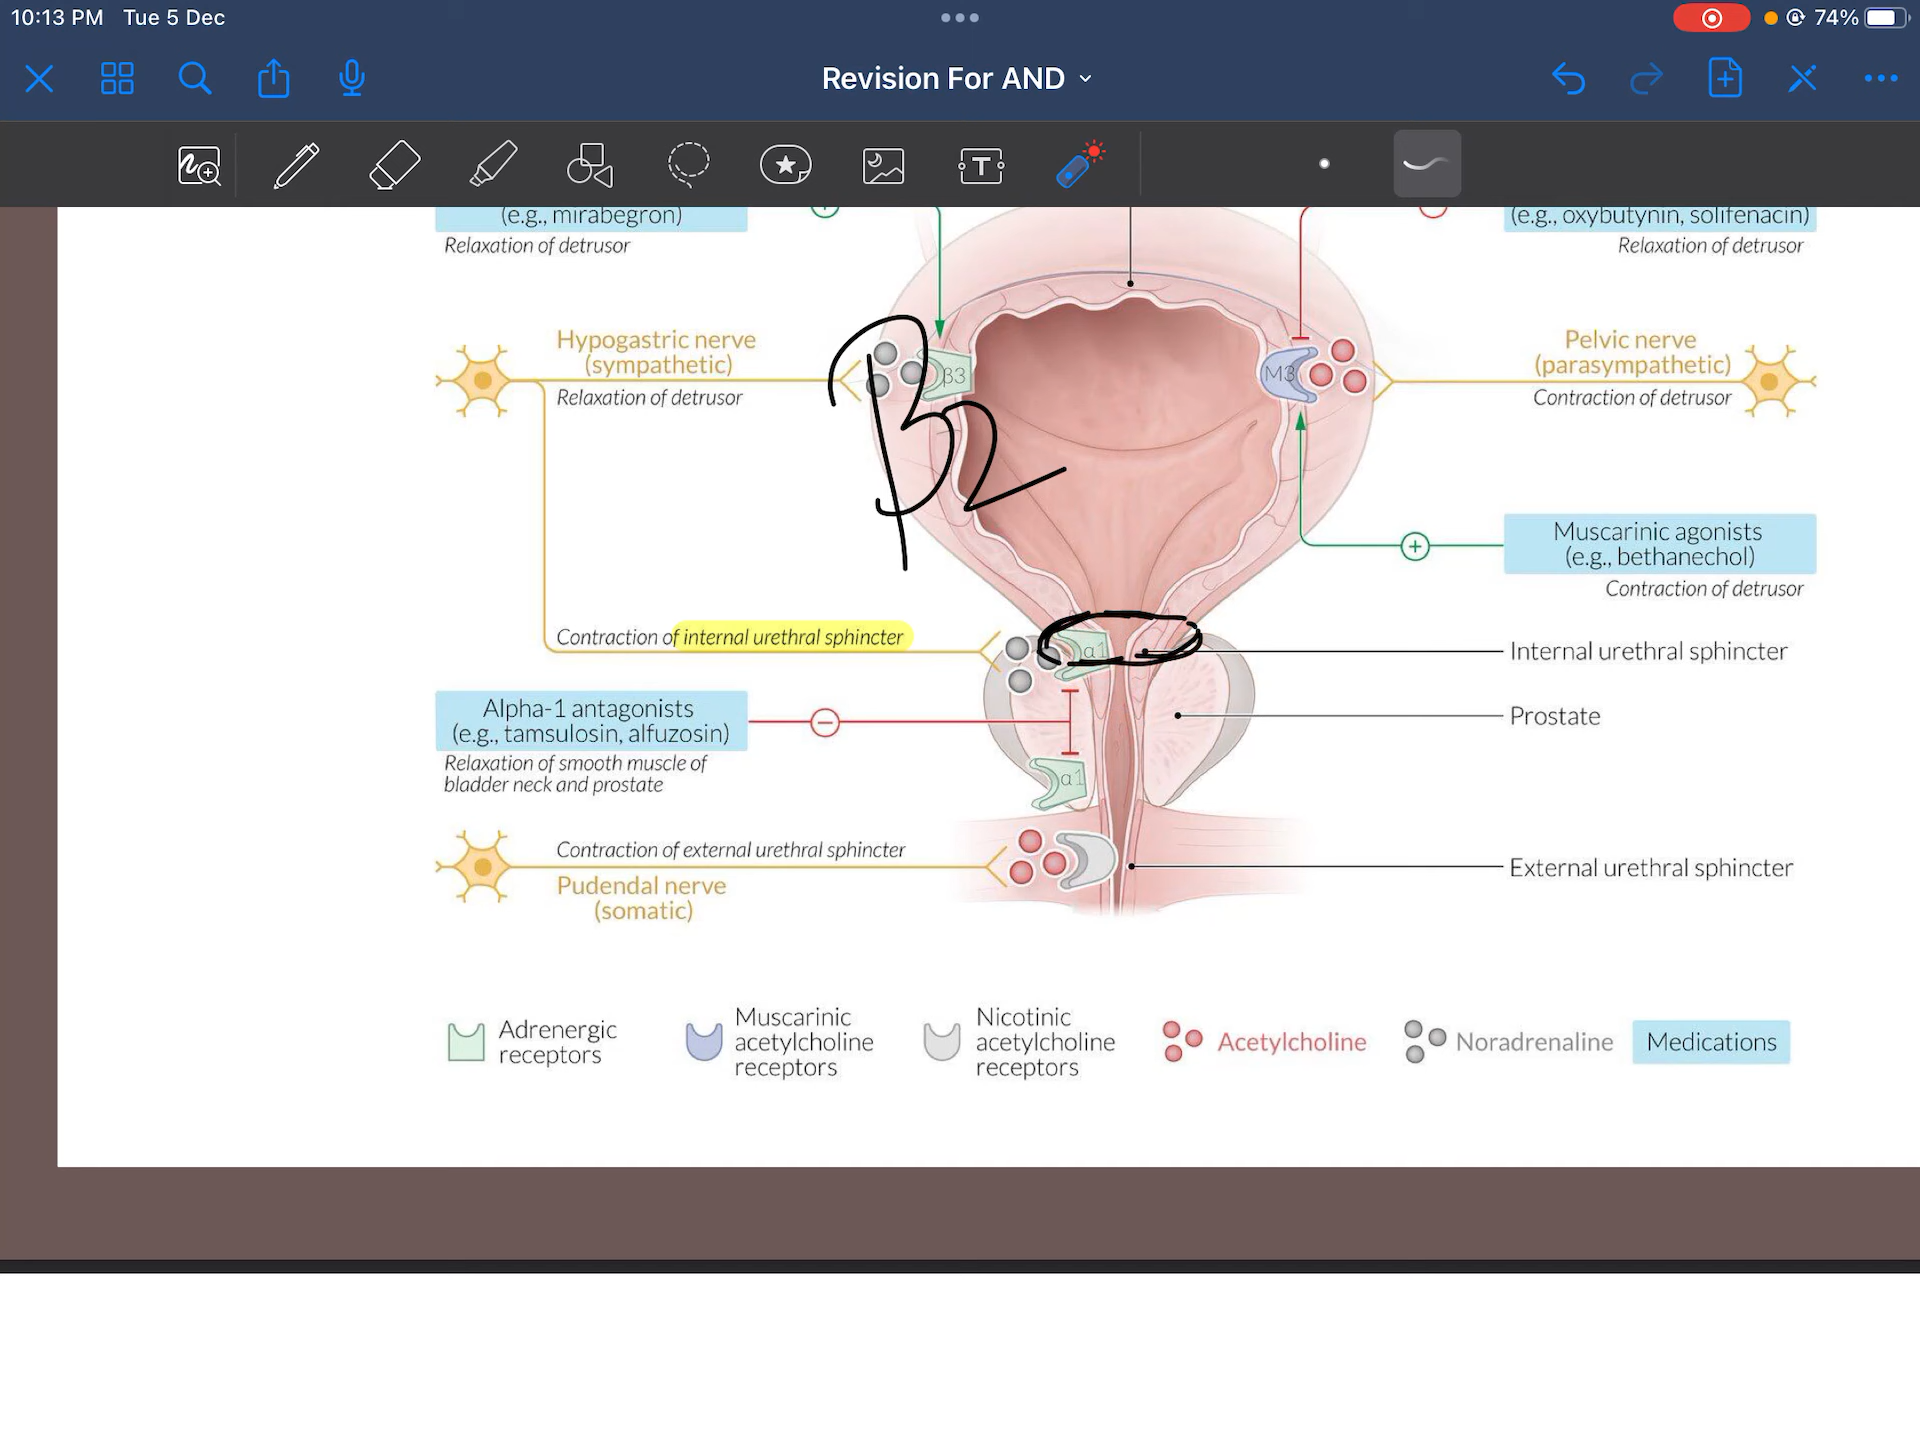 10:13 PM Tue 5 Dec
74%
Revision For AND
T
(e.g., mirabegron)
Relaxation of detrusor
(e.g., oxybutynin, solifenacin)
Relaxation of detrusor
Hypogastric nerve
(sympathetic)
Relaxation of detrusor
β3
β2
M3
Pelvic nerve
(parasympathetic)
Contraction of detrusor
Muscarinic agonists
(e.g., bethanechol)
Contraction of detrusor
Contraction of internal urethral sphincter
α1
Internal urethral sphincter
Prostate
Alpha-1 antagonists
(e.g., tamsulosin, alfuzosin)
Relaxation of smooth muscle of
bladder neck and prostate
α1
Contraction of external urethral sphincter
Pudendal nerve
(somatic)
External urethral sphincter
Adrenergic
receptors
Muscarinic
acetylcholine
receptors
Nicotinic
acetylcholine
receptors
Acetylcholine
Noradrenaline
Medications